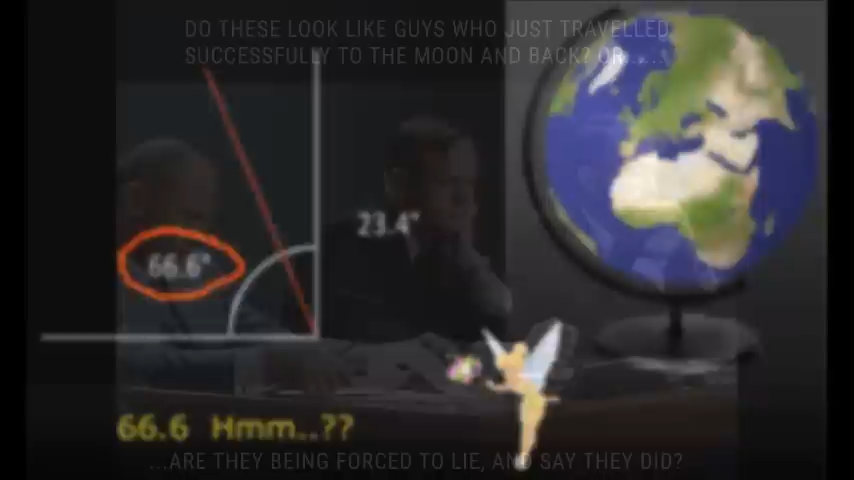 DO THESE LOOK LIKE GUYS WHO JUST TRAVELLED
SUCCESSFULLY TO THE MOON AND BACK? OR.....
23.4"
66.6°
66.6 Hmm..??
...ARE THEY BEING FORCED TO LIE, AND SAY THEY DID?